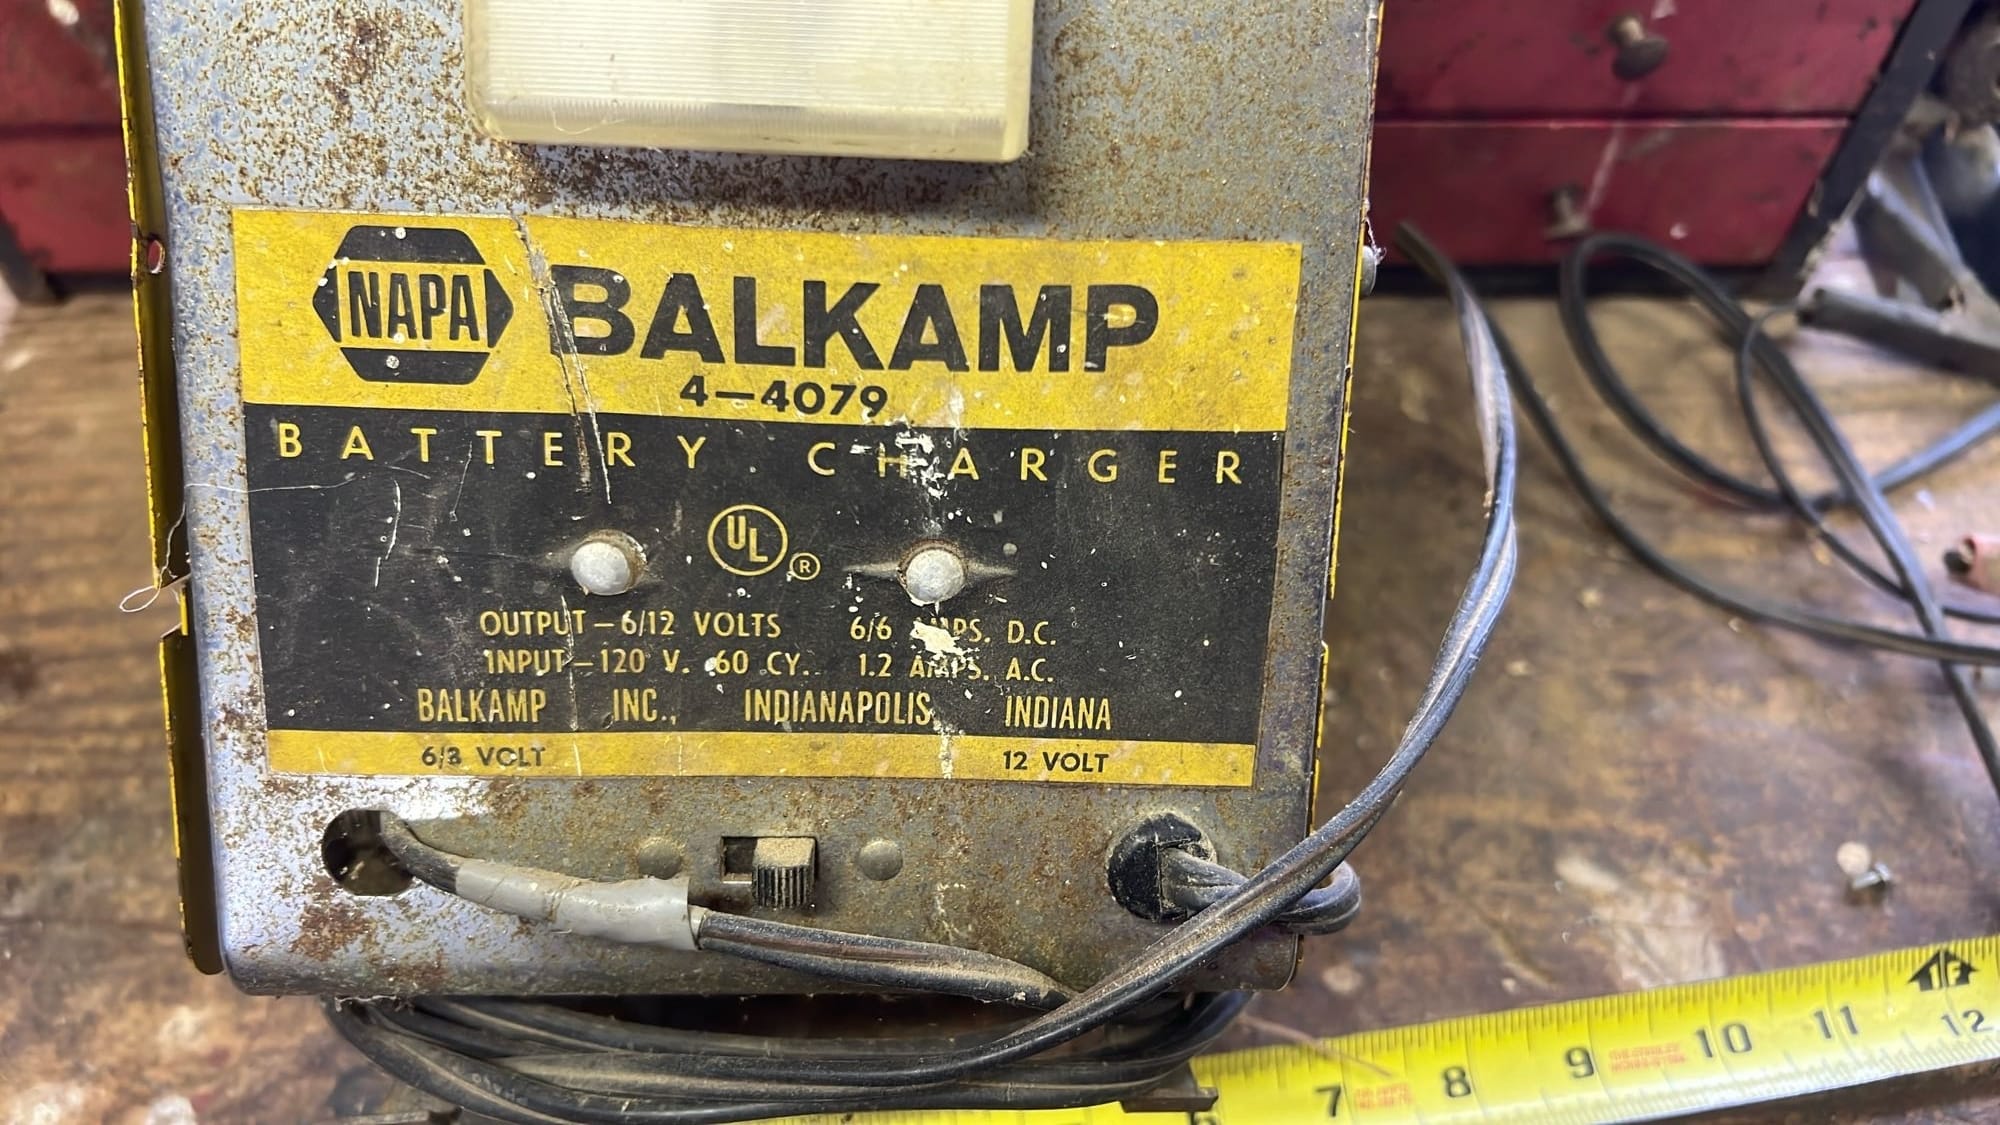 NAPA BALKAMP
4-4079
BATTERY CHARGER
UL ®
OUTPUT-6/12 VOLTS 6/6 AMPS. D.C.
INPUT-120 V. 60 CY. 1.2 AMPS. A.C.
BALKAMP INC., INDIANAPOLIS INDIANA
6/3 VOLT 12 VOLT
7 8 9 10 11 1F 12